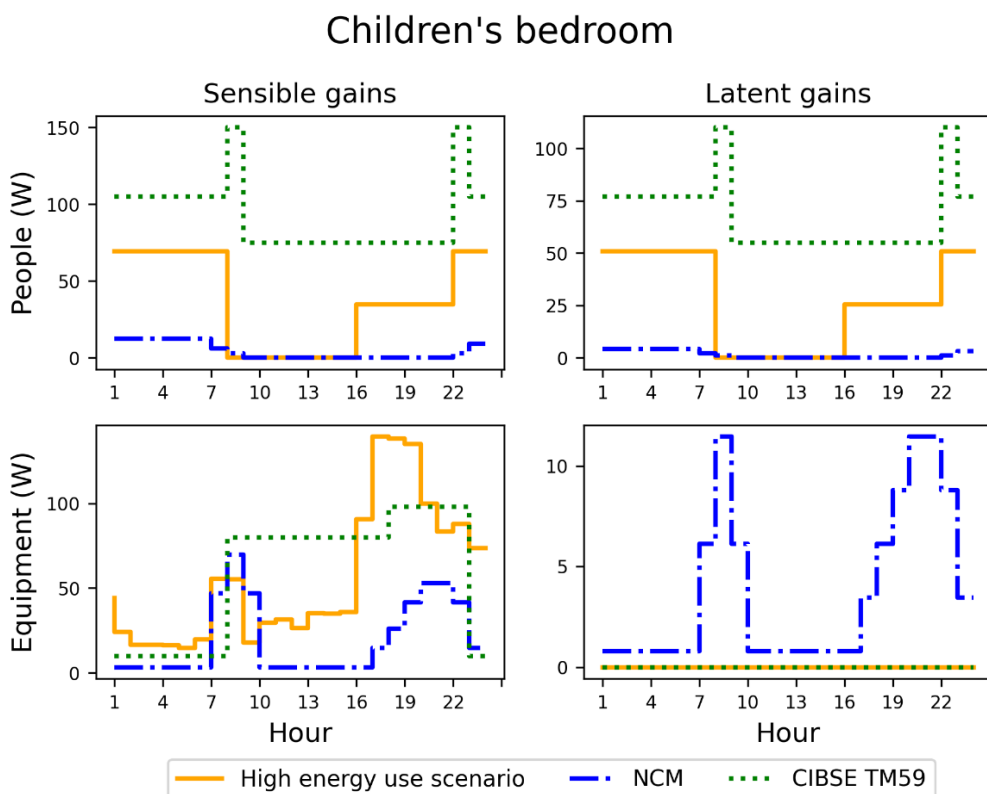 Children's bedroom
Sensible gains
Latent gains
People (W)
150
100
50
0
1 4 7 10 13 16 19 22
100
75
50
25
0
1 4 7 10 13 16 19 22
Equipment (W)
100
50
0
1 4 7 10 13 16 19 22
Hour
10
5
0
1 4 7 10 13 16 19 22
Hour
High energy use scenario NCM CIBSE TM59